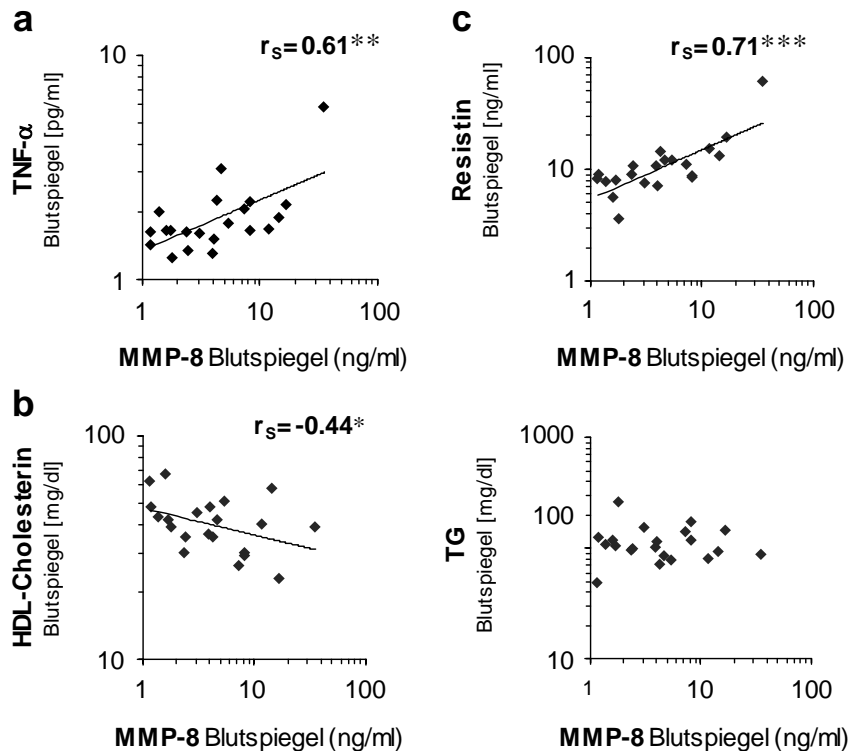 a
r_S= 0.61**
TNF-α
Blutspiegel [pg/ml]
10
1
1 10 100
MMP-8 Blutspiegel (ng/ml)
c
r_S= 0.71***
Resistin
Blutspiegel [ng/ml]
100
10
1
1 10 100
MMP-8 Blutspiegel (ng/ml)
b
r_S= -0.44*
HDL-Cholesterin
Blutspiegel [mg/dl]
100
10
1 10 100
MMP-8 Blutspiegel (ng/ml)
TG
Blutspiegel [mg/dl]
1000
100
10
1 10 100
MMP-8 Blutspiegel (ng/ml)